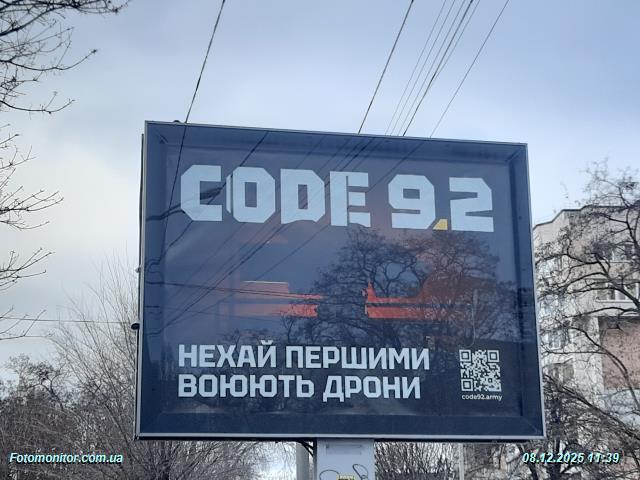 CODE 9.2
НЕХАЙ ПЕРШИМИ
ВОЮЮТЬ ДРОНИ
code92.army
Fotomonitor.com.ua
08.12.2025 11:39